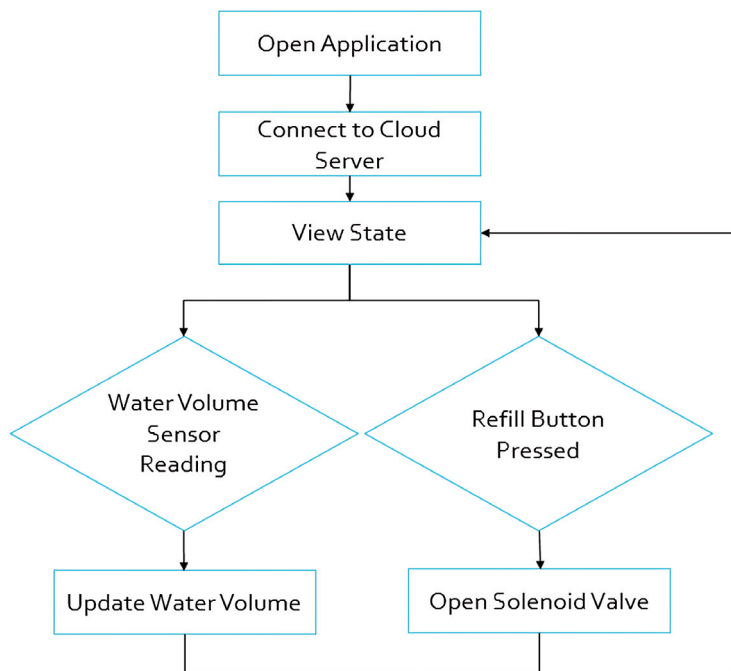 Open Application
Connect to Cloud
Server
View State
Water Volume
Sensor
Reading
Refill Button
Pressed
Update Water Volume
Open Solenoid Valve